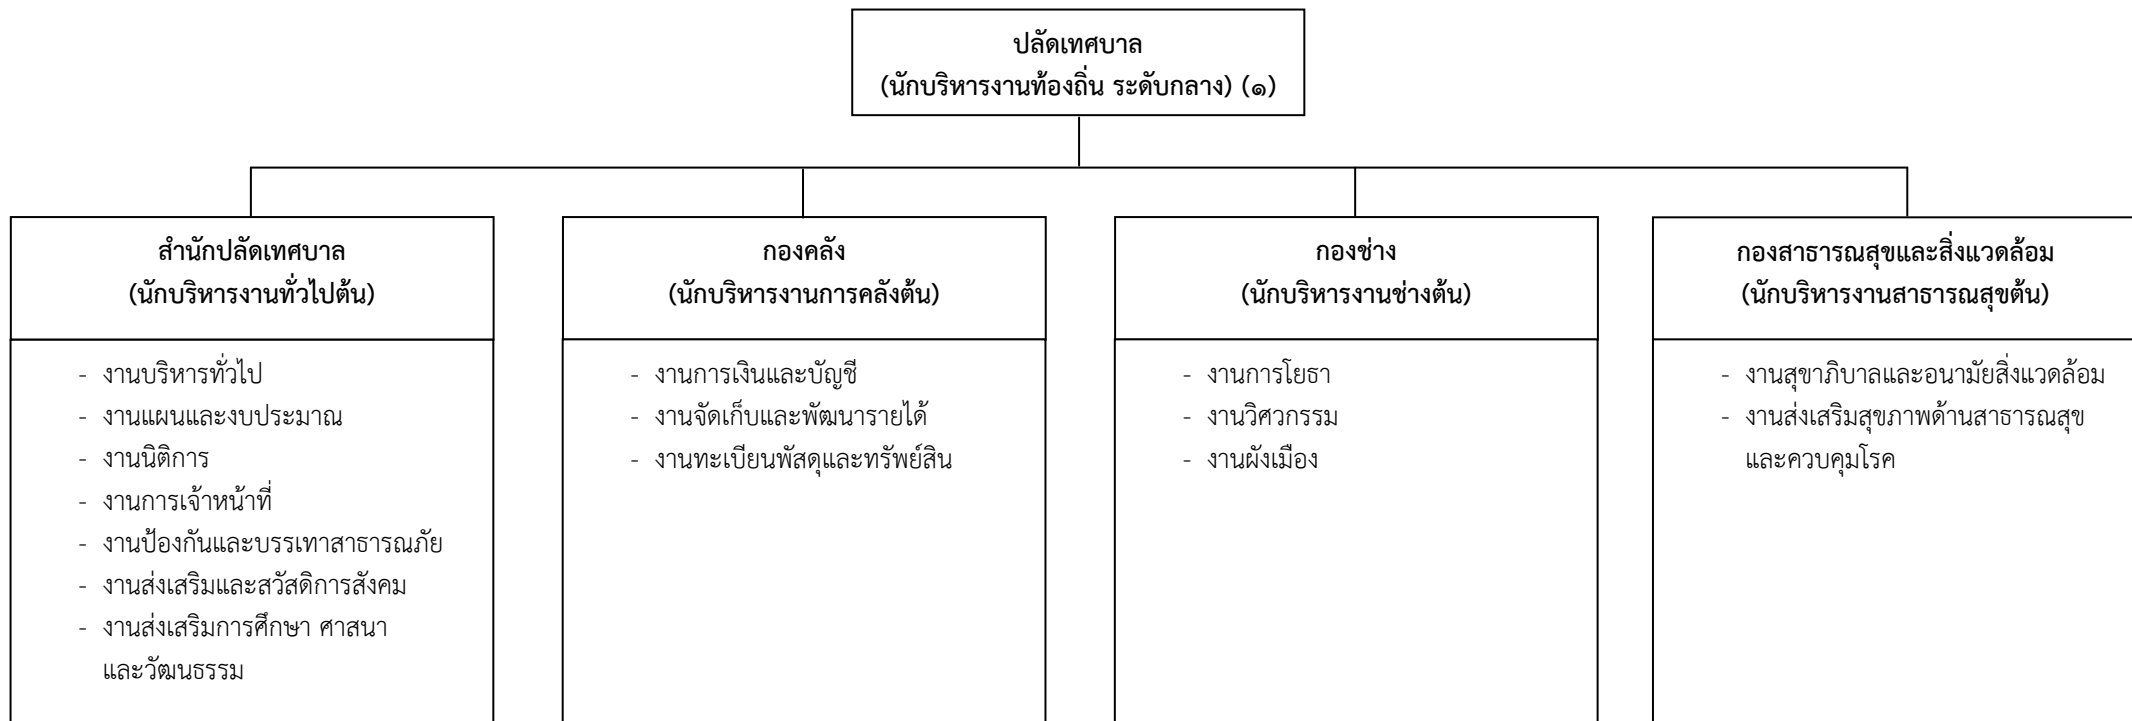 ปลัดเทศบาล
(นักบริหารงานท้องถิ่น ระดับกลาง) (๑)
สำนักปลัดเทศบาล
(นักบริหารงานทั่วไปต้น)
- งานบริหารทั่วไป
- งานแผนและงบประมาณ
- งานนิติการ
- งานการเจ้าหน้าที่
- งานป้องกันและบรรเทาสาธารณภัย
- งานส่งเสริมและสวัสดิการสังคม
- งานส่งเสริมการศึกษา ศาสนา
และวัฒนธรรม
กองคลัง
(นักบริหารงานการคลังต้น)
- งานการเงินและบัญชี
- งานจัดเก็บและพัฒนารายได้
- งานทะเบียนพัสดุและทรัพย์สิน
กองช่าง
(นักบริหารงานช่างต้น)
- งานการโยธา
- งานวิศวกรรม
- งานผังเมือง
กองสาธารณสุขและสิ่งแวดล้อม
(นักบริหารงานสาธารณสุขต้น)
- งานสุขาภิบาลและอนามัยสิ่งแวดล้อม
- งานส่งเสริมสุขภาพด้านสาธารณสุข
และควบคุมโรค